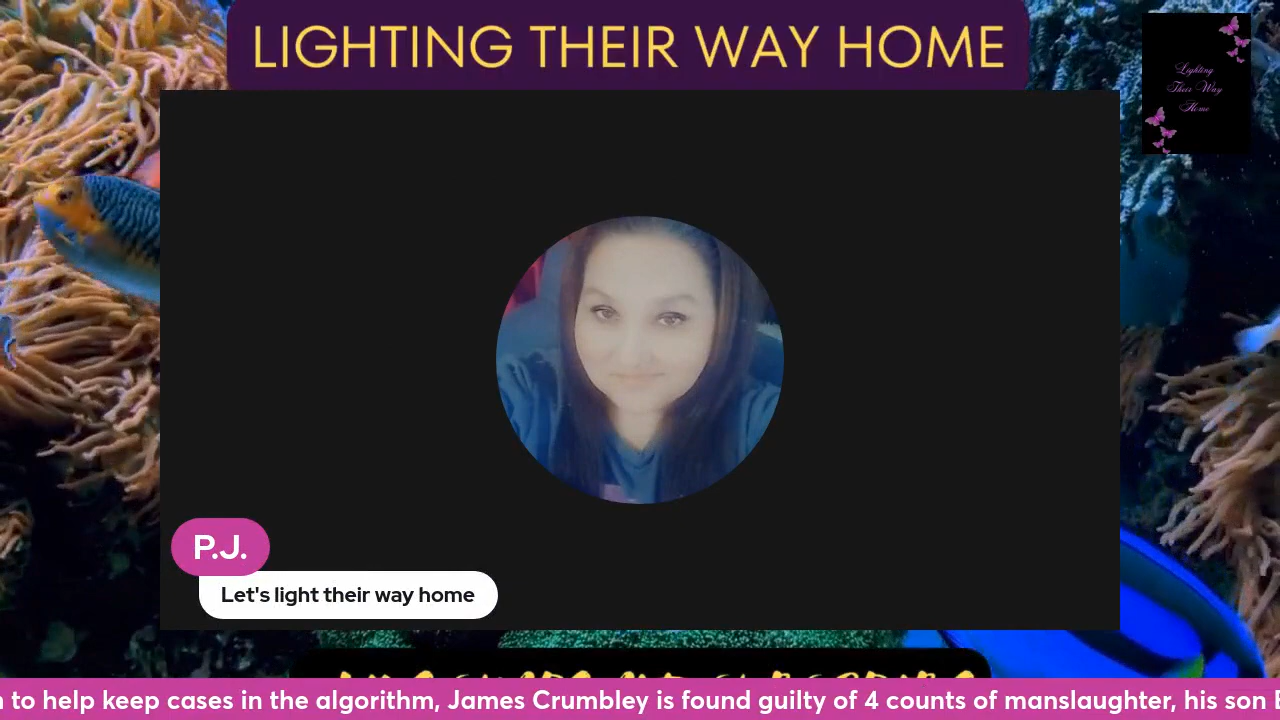 LIGHTING THEIR WAY HOME
Lighting
Their Way
Home
P.J.
Let's light their way home
to help keep cases in the algorithm, James Crumbley is found guilty of 4 counts of manslaughter, his son